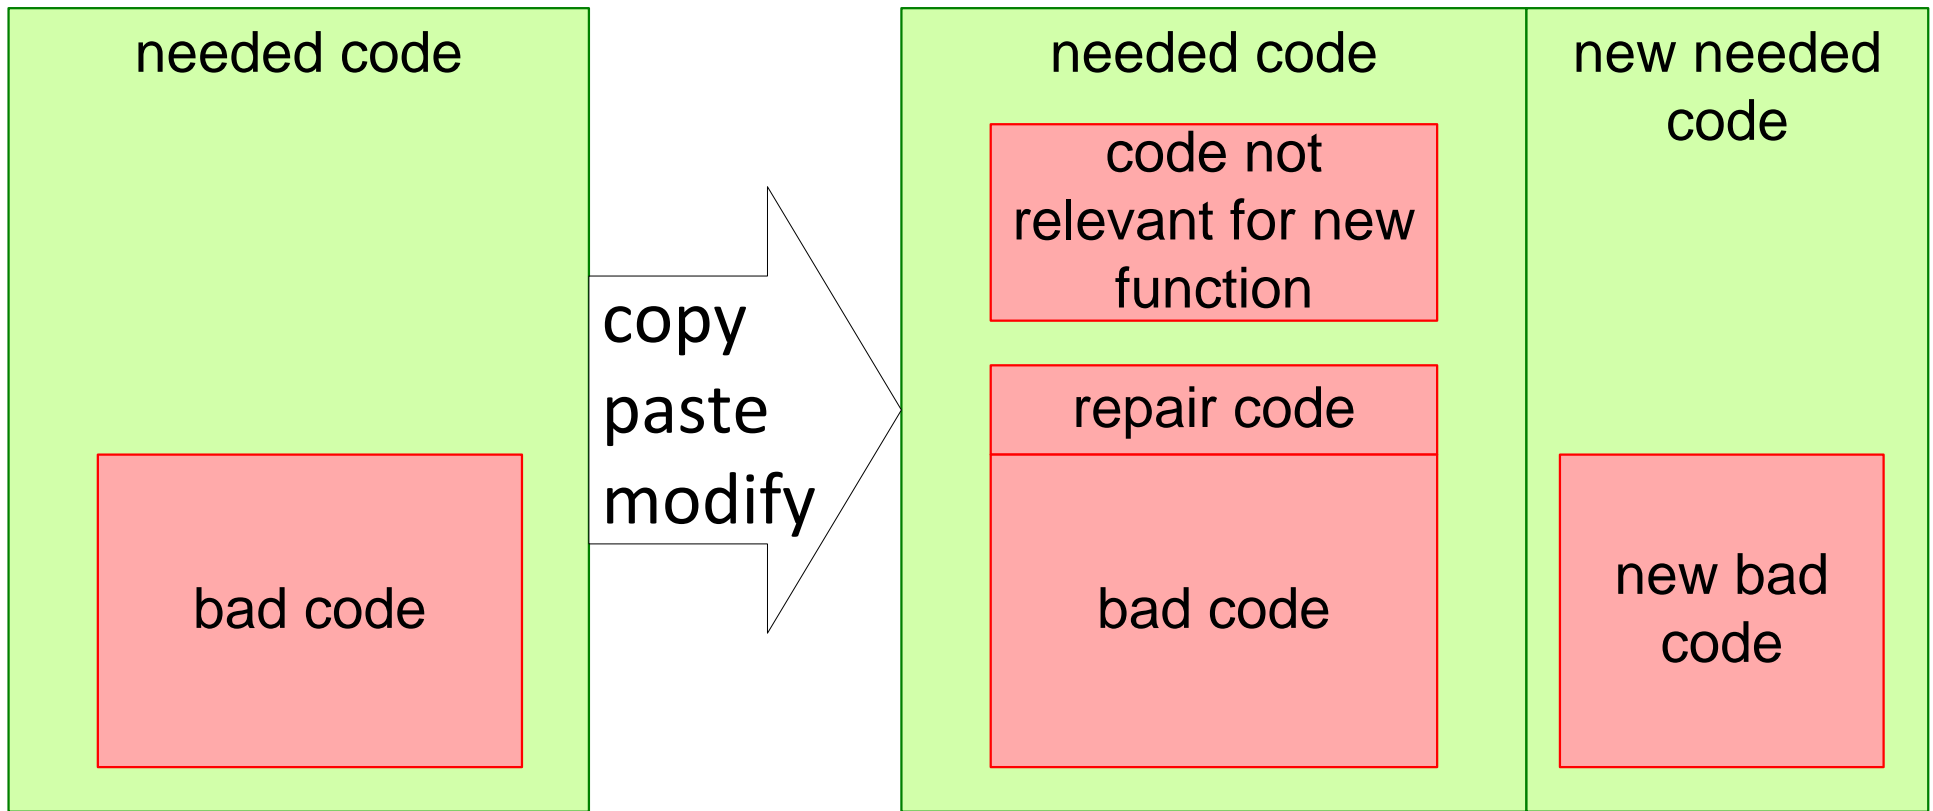 needed code
bad code
copy
paste
modify
needed code
code not
relevant for new
function
repair code
bad code
new needed
code
new bad
code